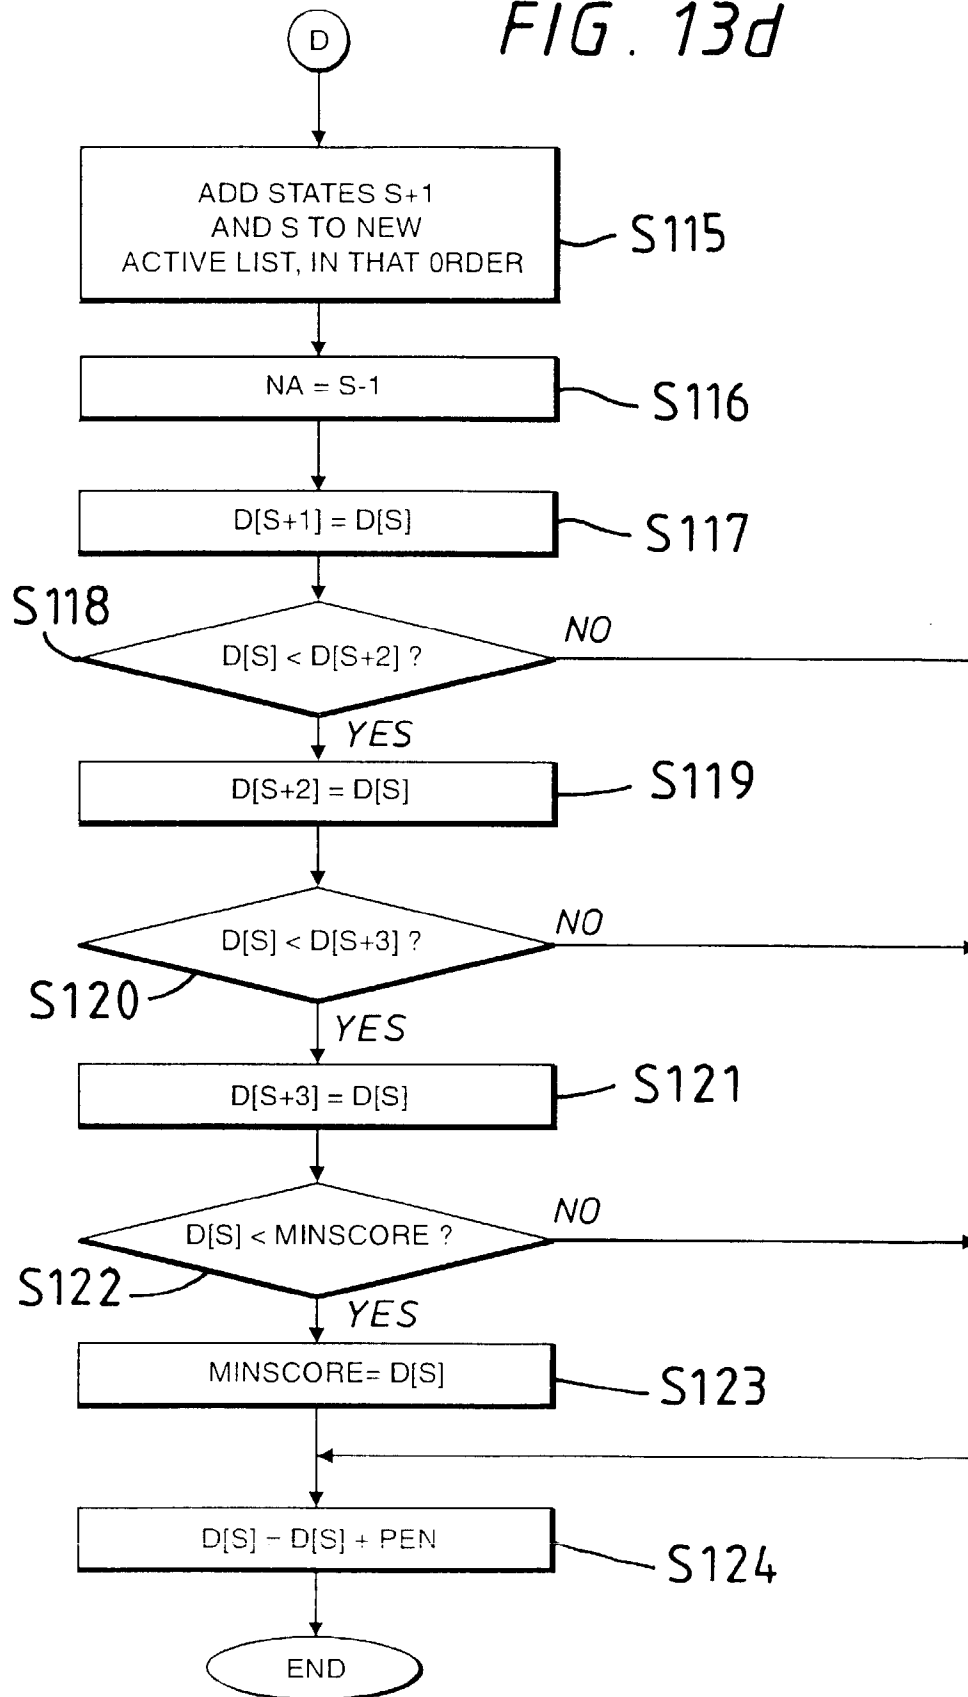 FIG. 13d
D
ADD STATES S+1
AND S TO NEW
ACTIVE LIST, IN THAT ORDER
S115
NA = S-1
S116
D[S+1] = D[S]
S117
S118
D[S] < D[S+2] ?
NO
YES
D[S+2] = D[S]
S119
D[S] < D[S+3] ?
NO
S120
YES
D[S+3] = D[S]
S121
D[S] < MINSCORE ?
NO
S122
YES
MINSCORE= D[S]
S123
D[S] = D[S] + PEN
S124
END